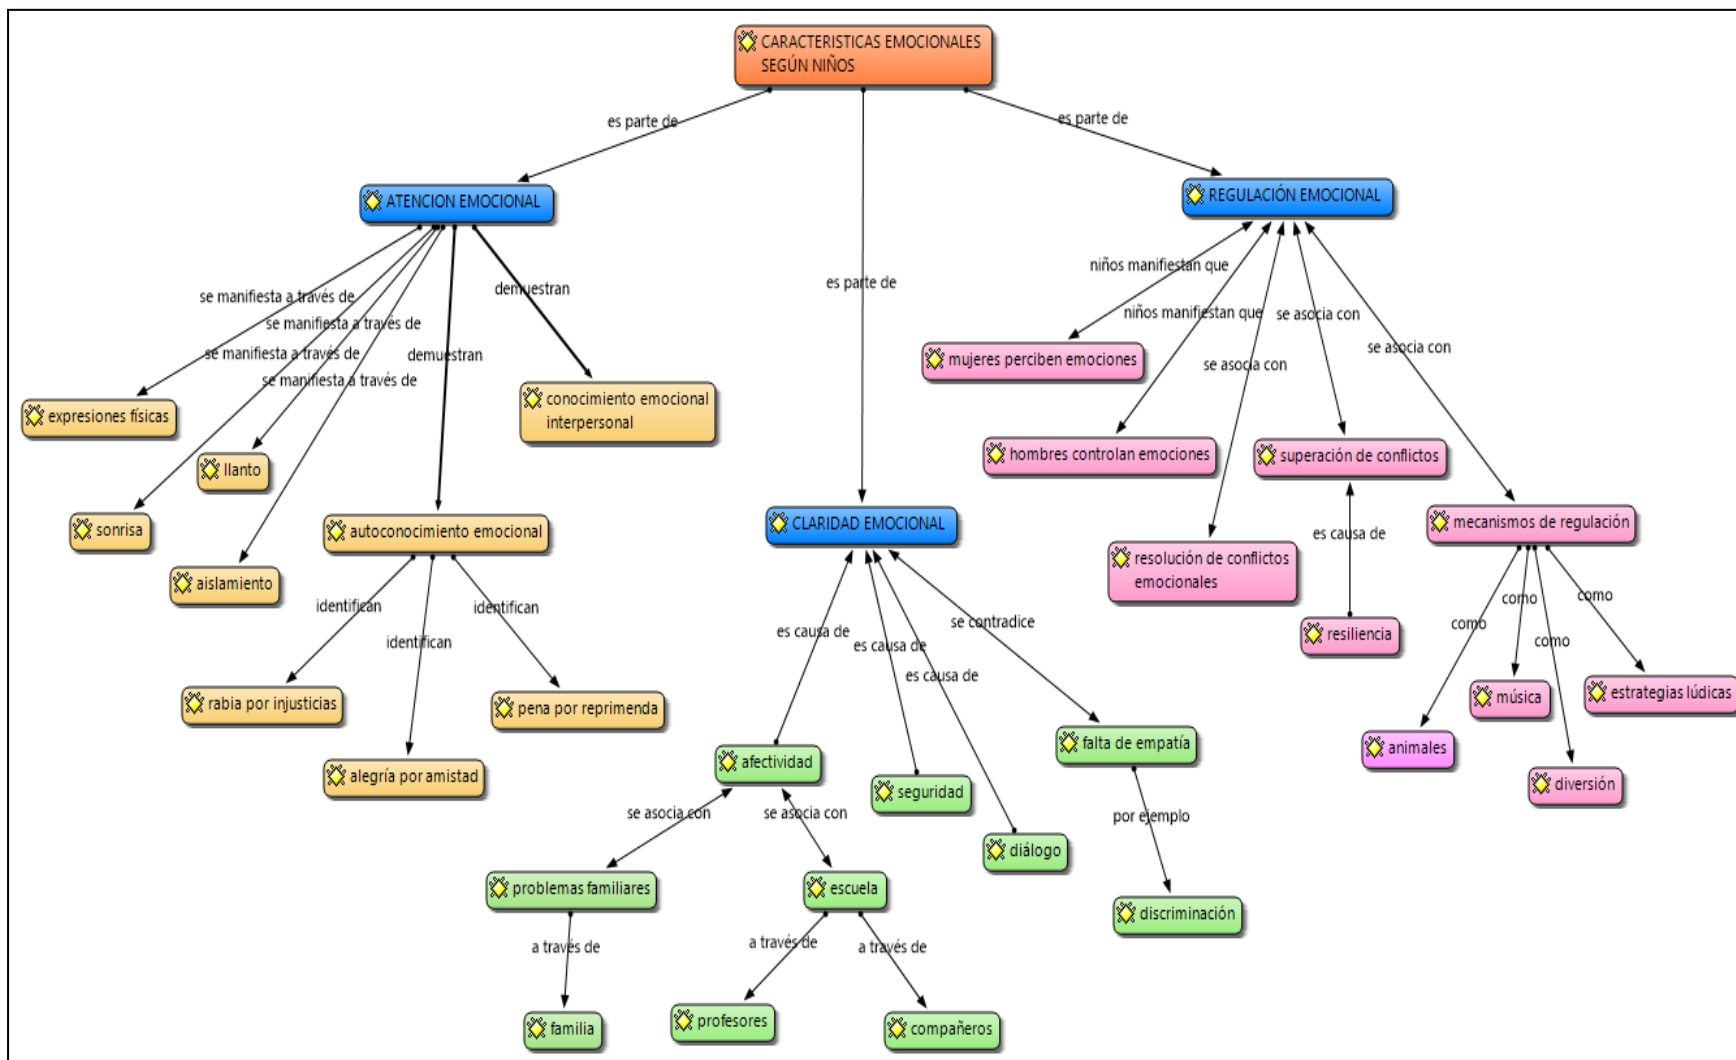 CARACTERISTICAS EMOCIONALES
SEGÚN NIÑOS
es parte de
es parte de
es parte de
ATENCION EMOCIONAL
REGULACIÓN EMOCIONAL
se manifiesta a través de
se manifiesta a través de
se manifiesta a través de
se manifiesta a través de
demuestran
demuestran
expresiones físicas
llanto
sonrisa
aislamiento
conocimiento emocional
interpersonal
autoconocimiento emocional
identifican
identifican
identifican
rabia por injusticias
alegría por amistad
pena por reprimenda
CLARIDAD EMOCIONAL
es causa de
es causa de
es causa de
se contradice
afectividad
seguridad
diálogo
falta de empatía
se asocia con
se asocia con
por ejemplo
problemas familiares
escuela
discriminación
a través de
a través de
a través de
familia
profesores
compañeros
niños manifiestan que
niños manifiestan que
se asocia con
se asocia con
se asocia con
mujeres perciben emociones
hombres controlan emociones
superación de conflictos
mecanismos de regulación
resolución de conflictos
emocionales
es causa de
resiliencia
como
como
como
como
animales
música
diversión
estrategias lúdicas